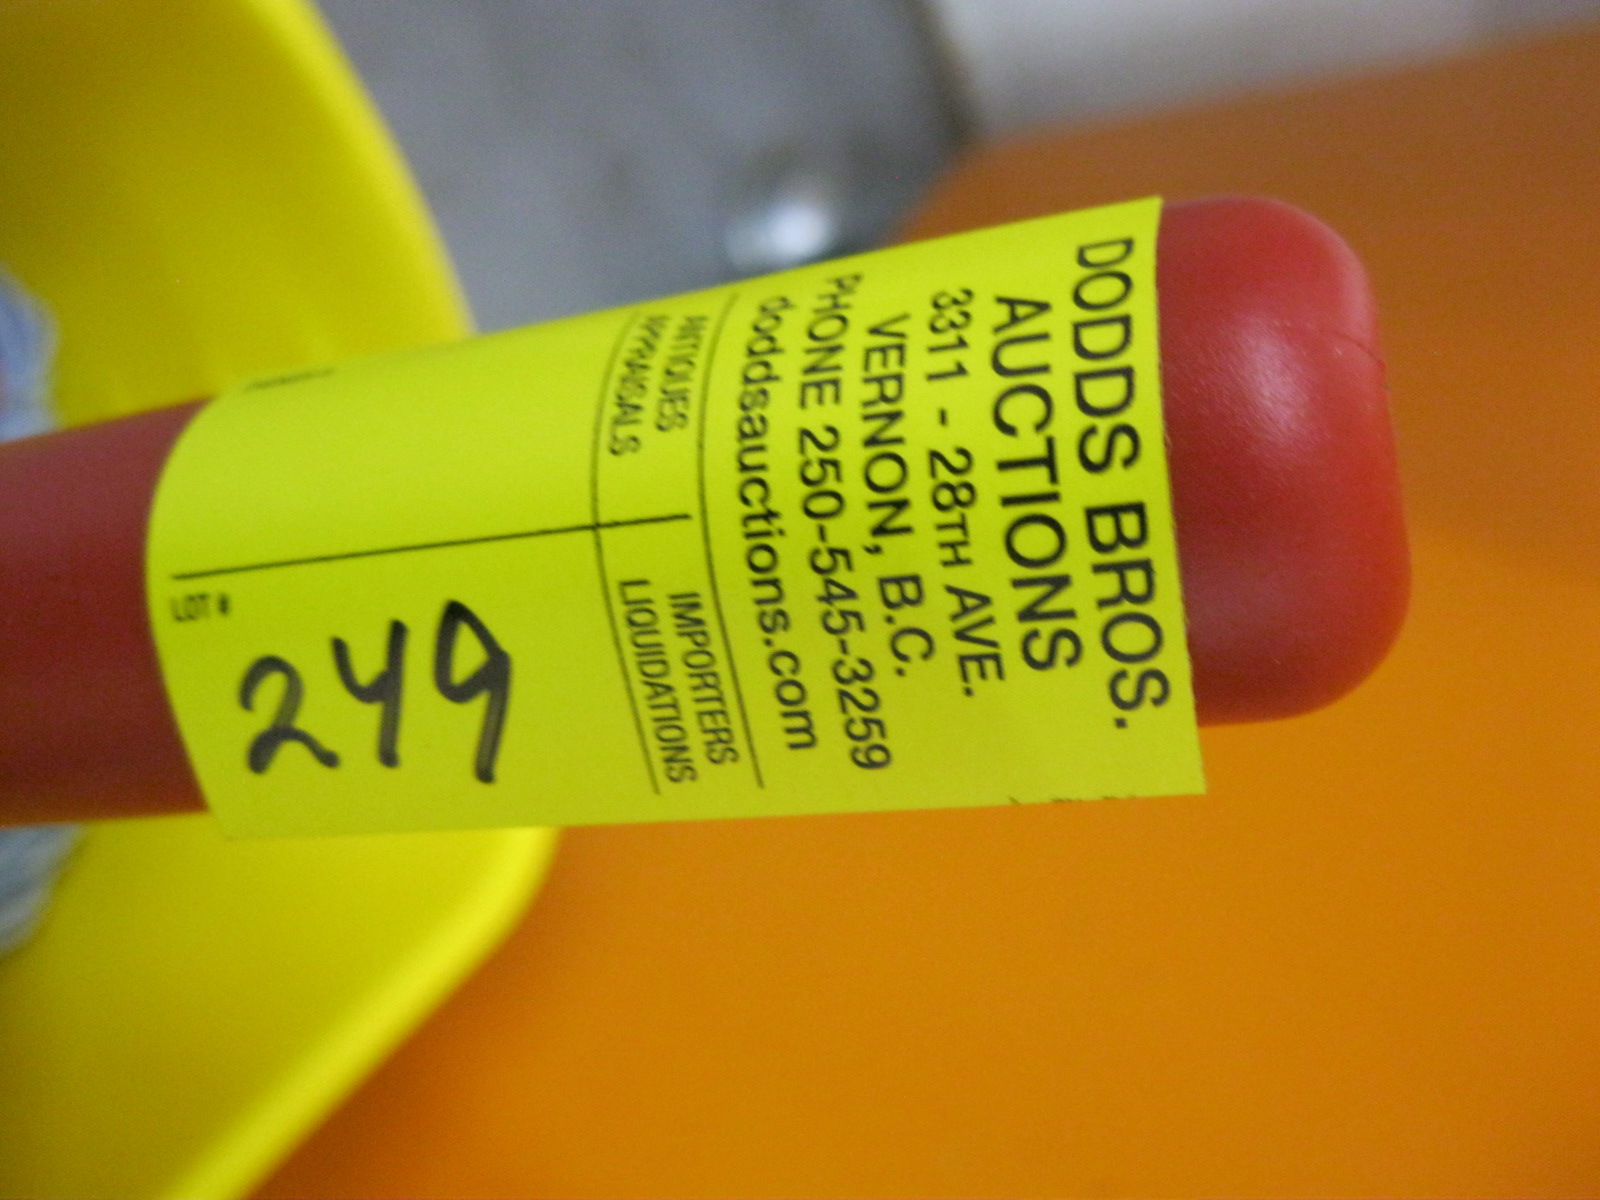 DODDS BROS.
AUCTIONS
3311 - 28TH AVE.
VERNON, B.C.
PHONE 250-545-3259
doddsauctions.com
ANTIQUES IMPORTERS
APPRAISALS LIQUIDATIONS
LOT #
249